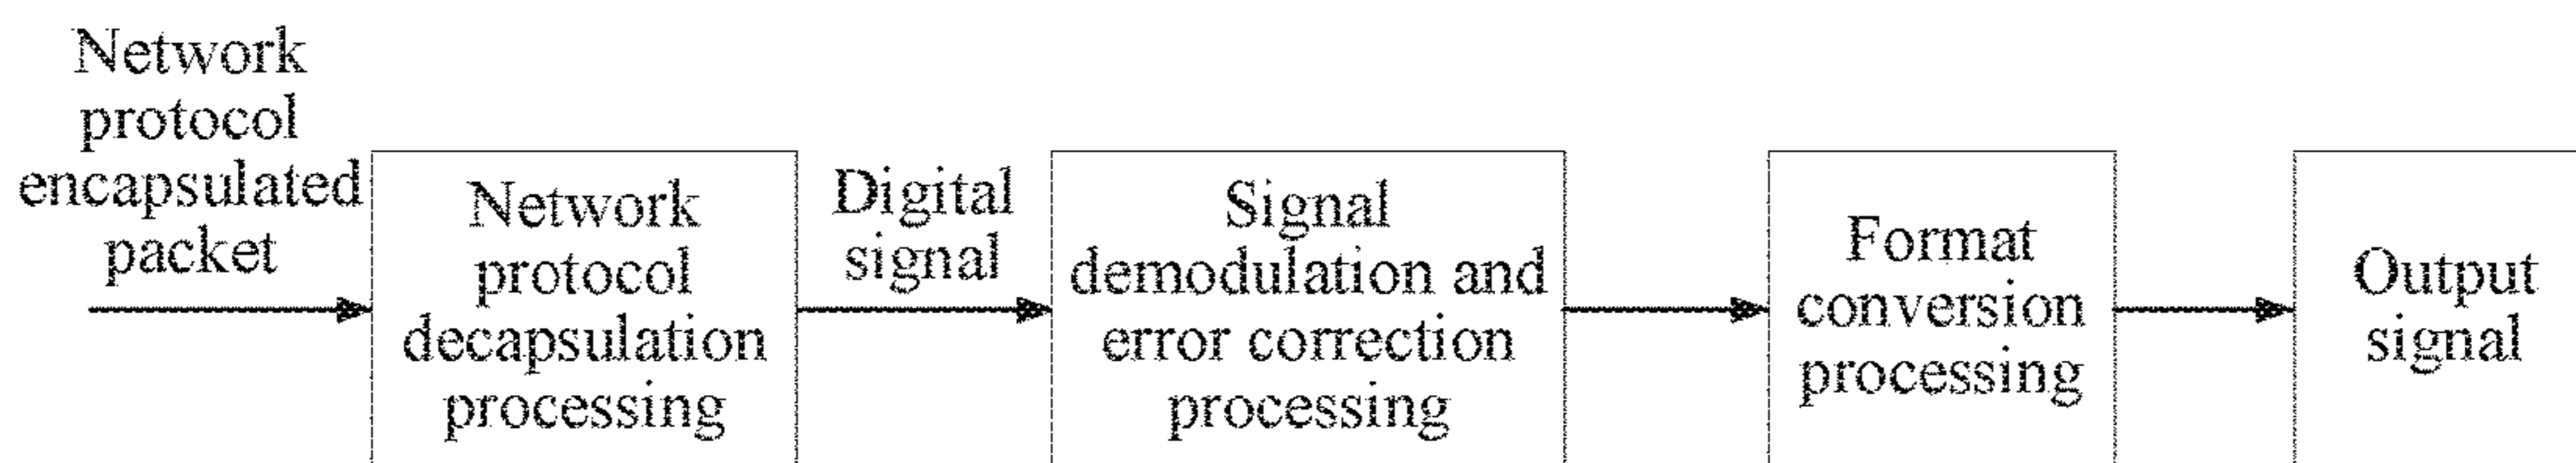 Network
protocol
encapsulated
packet
Network
protocol
decapsulation
processing
Digital
signal
Signal
demodulation and
error correction
processing
Format
conversion
processing
Output
signal